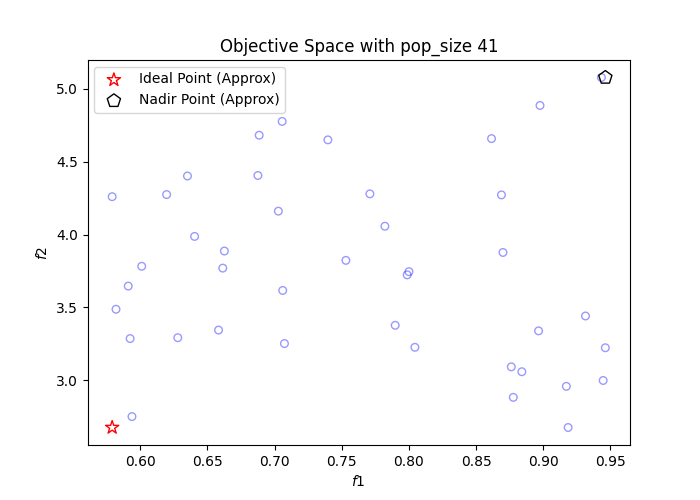 Objective Space with pop_size 41
Ideal Point (Approx)
Nadir Point (Approx)
5.0
4.5
4.0
3.5
3.0
f2
0.60 0.65 0.70 0.75 0.80 0.85 0.90 0.95
f1